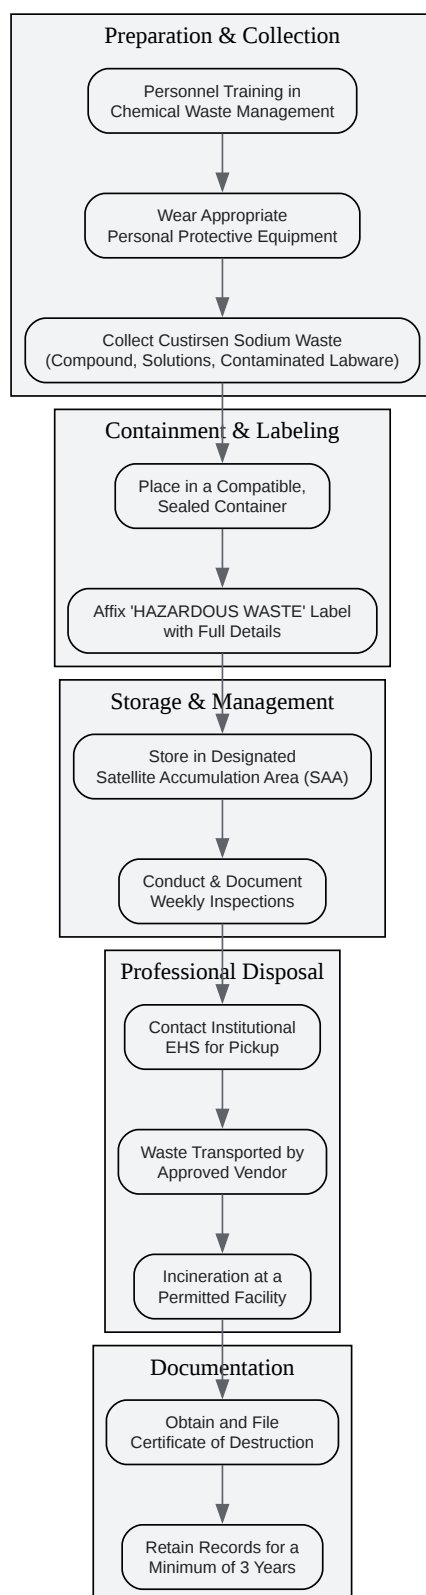 Preparation & Collection
Personnel Training in
Chemical Waste Management
Wear Appropriate
Personal Protective Equipment
Collect Custirsen Sodium Waste
(Compound, Solutions, Contaminated Labware)
Containment & Labeling
Place in a Compatible,
Sealed Container
Affix 'HAZARDOUS WASTE' Label
with Full Details
Storage & Management
Store in Designated
Satellite Accumulation Area (SAA)
Conduct & Document
Weekly Inspections
Professional Disposal
Contact Institutional
EHS for Pickup
Waste Transported by
Approved Vendor
Incineration at a
Permitted Facility
Documentation
Obtain and File
Certificate of Destruction
Retain Records for a
Minimum of 3 Years